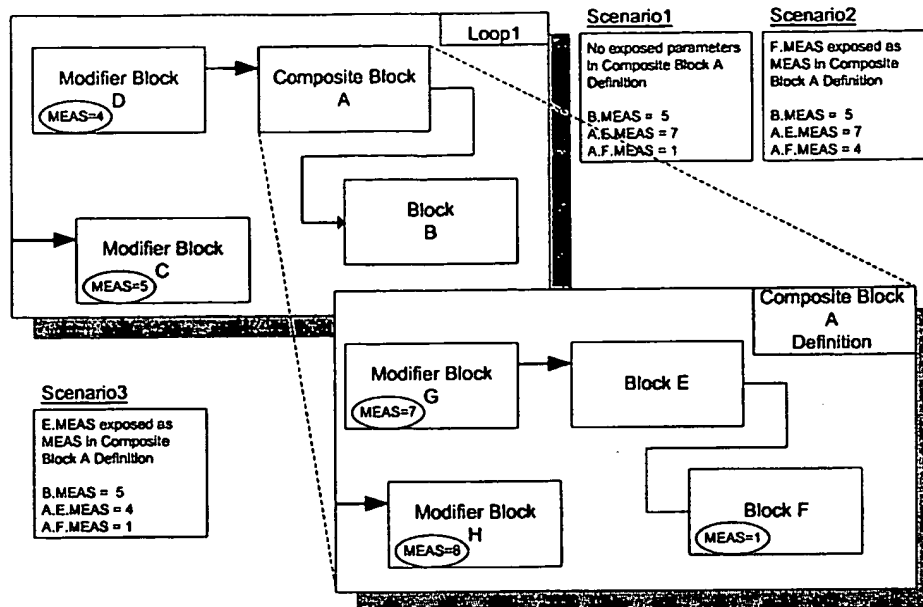 Loop1
Modifier Block
D
MEAS=4
Composite Block
A
Block
B
Modifier Block
C
MEAS=5
Scenario1
No exposed parameters
in Composite Block A
Definition
B.MEAS = 5
A.E.MEAS = 7
A.F.MEAS = 1
Scenario2
F.MEAS exposed as
MEAS in Composite
Block A Definition
B.MEAS = 5
A.E.MEAS = 7
A.F.MEAS = 4
Composite Block
A
Definition
Modifier Block
G
MEAS=7
Block E
Modifier Block
H
MEAS=8
Block F
MEAS=1
Scenario3
E.MEAS exposed as
MEAS in Composite
Block A Definition
B.MEAS = 5
A.E.MEAS = 4
A.F.MEAS = 1